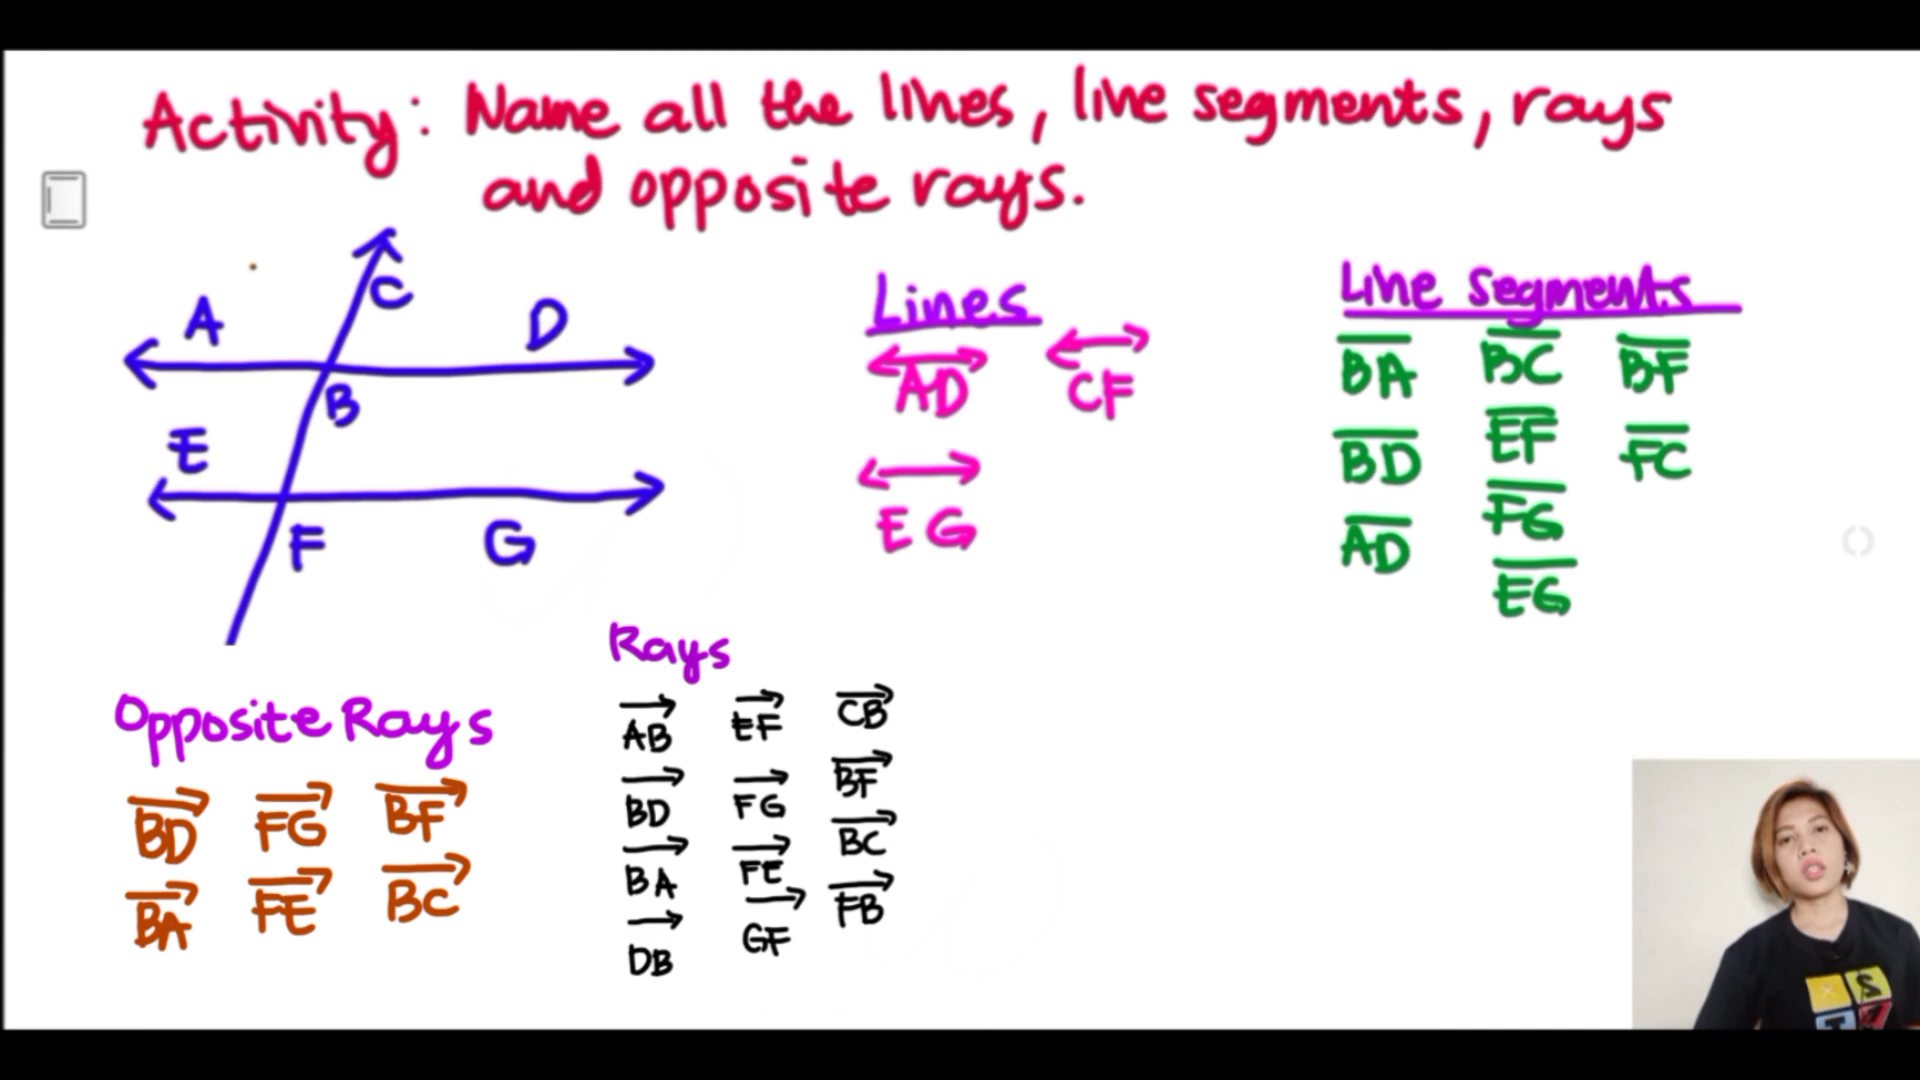 Activity: Name all the lines, line segments, rays
and opposite rays.
C
A
D
B
E
F
G
Lines
AD CF
EG
Line Segments
BA BC BF
BD EF FC
AD FG
EG
Opposite Rays
BD FG BF
BA FE BC
Rays
AB EF CB
BD FG BF
BA FE BC
DB GF FB